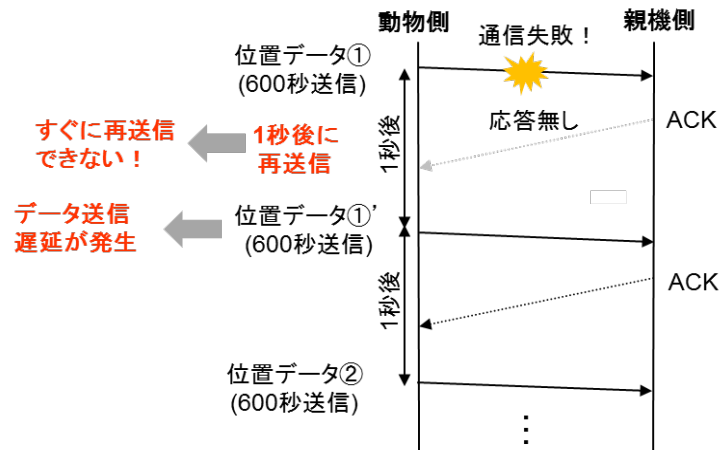 動物側
親機側
通信失敗！
位置データ①
(600秒送信)
すぐに再送信
できない！
1秒後に
再送信
1秒後
応答無し
ACK
データ送信
遅延が発生
位置データ①’
(600秒送信)
1秒後
ACK
位置データ②
(600秒送信)
⋮